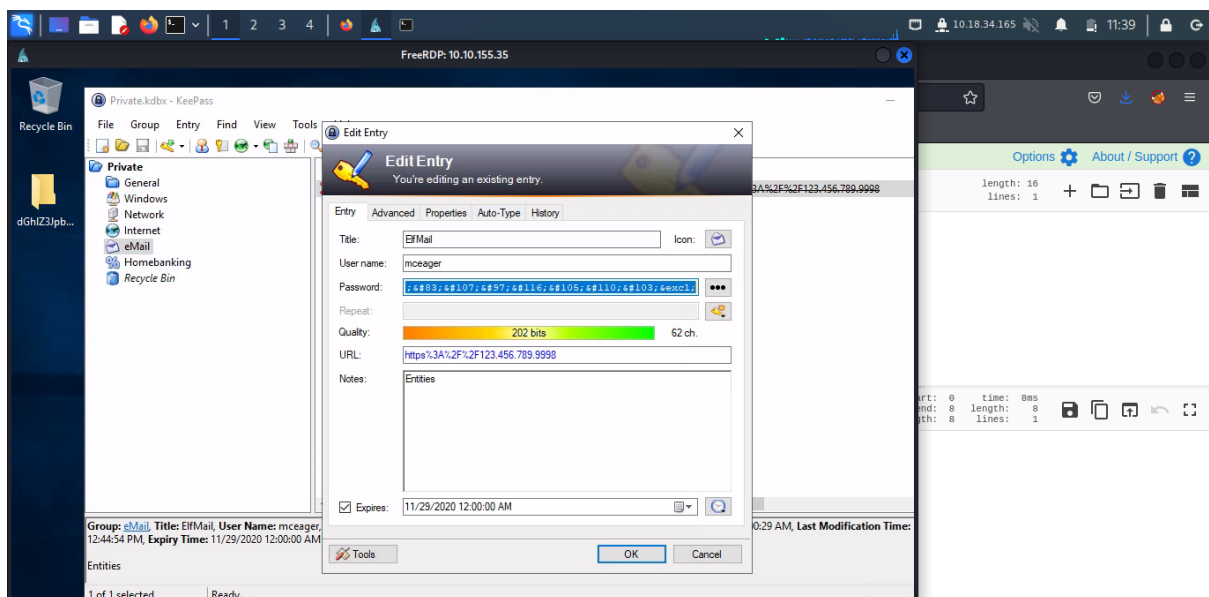 1 2 3 4
10.18.34.165
11:39
FreeRDP: 10.10.155.35
Recycle Bin
dGhIZ3Jpb...
Private.kdbx - KeePass
File Group Entry Find View Tools
Private
General
Windows
Network
Internet
eMail
Homebanking
Recycle Bin
3A%2F%2F123.456.789.9998
Edit Entry
Edit Entry
You're editing an existing entry.
Entry Advanced Properties Auto-Type History
Title: ElfMail Icon:
User name: mceager
Password: ;&#83;&#107;&#97;&#116;&#105;&#110;&#103;&excl;
Repeat:
Quality: 202 bits 62 ch.
URL: https%3A%2F%2F123.456.789.9998
Notes: Entities
Expires: 11/29/2020 12:00:00 AM
Tools OK Cancel
Group: eMail, Title: ElfMail, User Name: mceager,
0:29 AM, Last Modification Time:
12:44:54 PM, Expiry Time: 11/29/2020 12:00:00 AM
Entities
1 of 1 selected Ready.
Options About / Support
length: 16
lines: 1
start: 0 time: 8ms
end: 8 length: 8
length: 8 lines: 1